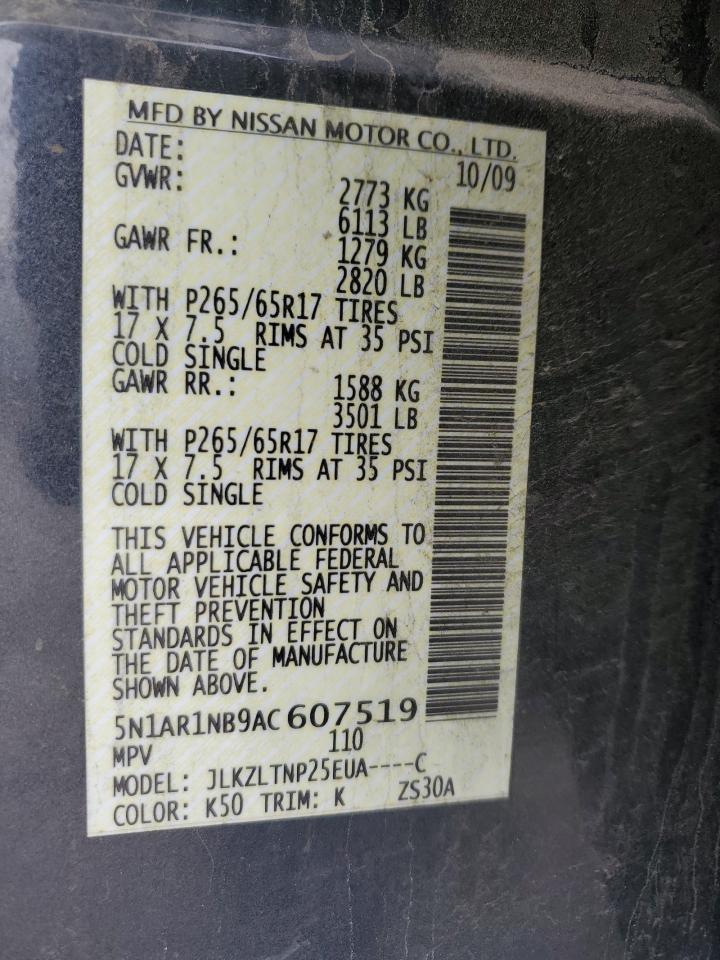 MFD BY NISSAN MOTOR CO., LTD.
DATE: 10/09
GVWR: 2773 KG
6113 LB
GAWR FR.: 1279 KG
2820 LB
WITH P265/65R17 TIRES
17 X 7.5 RIMS AT 35 PSI
COLD SINGLE
GAWR RR.: 1588 KG
3501 LB
WITH P265/65R17 TIRES
17 X 7.5 RIMS AT 35 PSI
COLD SINGLE
THIS VEHICLE CONFORMS TO
ALL APPLICABLE FEDERAL
MOTOR VEHICLE SAFETY AND
THEFT PREVENTION
STANDARDS IN EFFECT ON
THE DATE OF MANUFACTURE
SHOWN ABOVE.
5N1AR1NB9AC607519
MPV 110
MODEL: JLKZLTNP25EUA----C
COLOR: K50 TRIM: K ZS30A